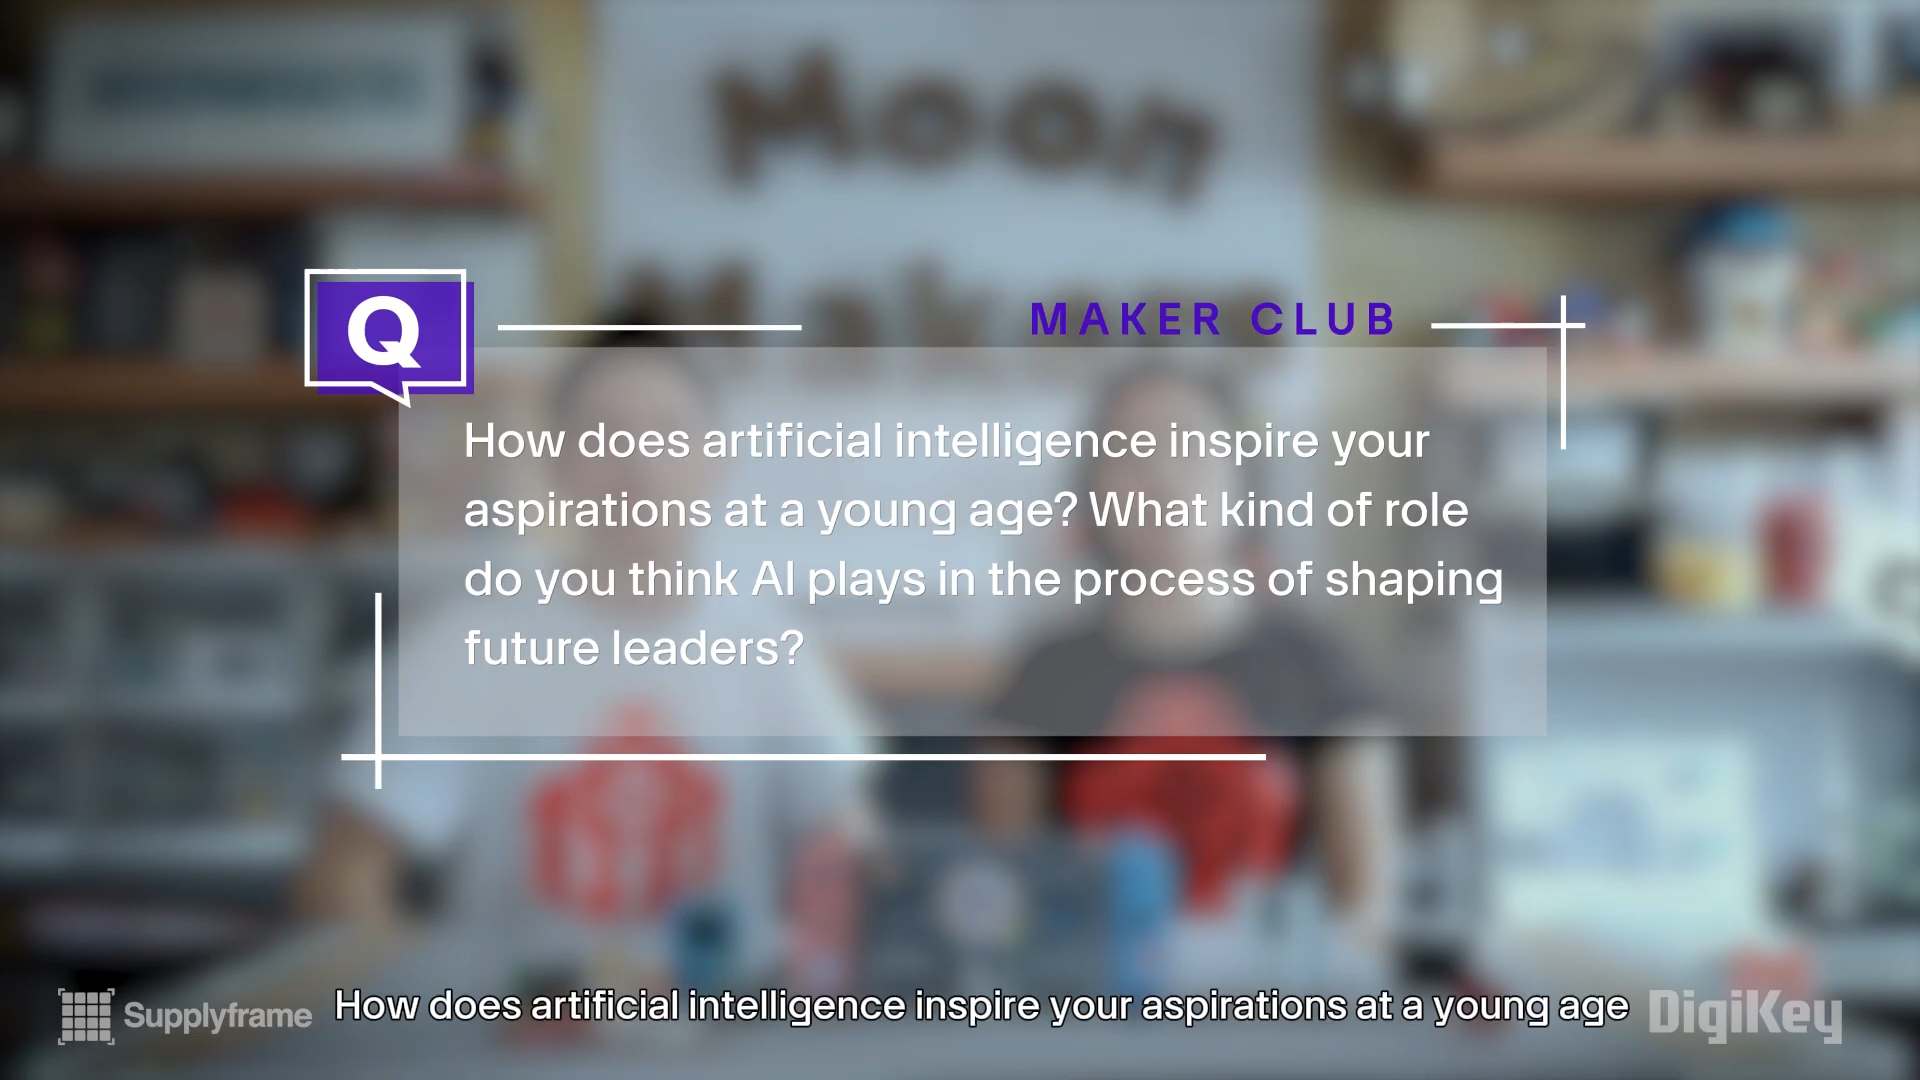 Moon
Maker
Q
MAKER CLUB
How does artificial intelligence inspire your
aspirations at a young age? What kind of role
do you think AI plays in the process of shaping
future leaders?
Supplyframe
How does artificial intelligence inspire your aspirations at a young age
DigiKey